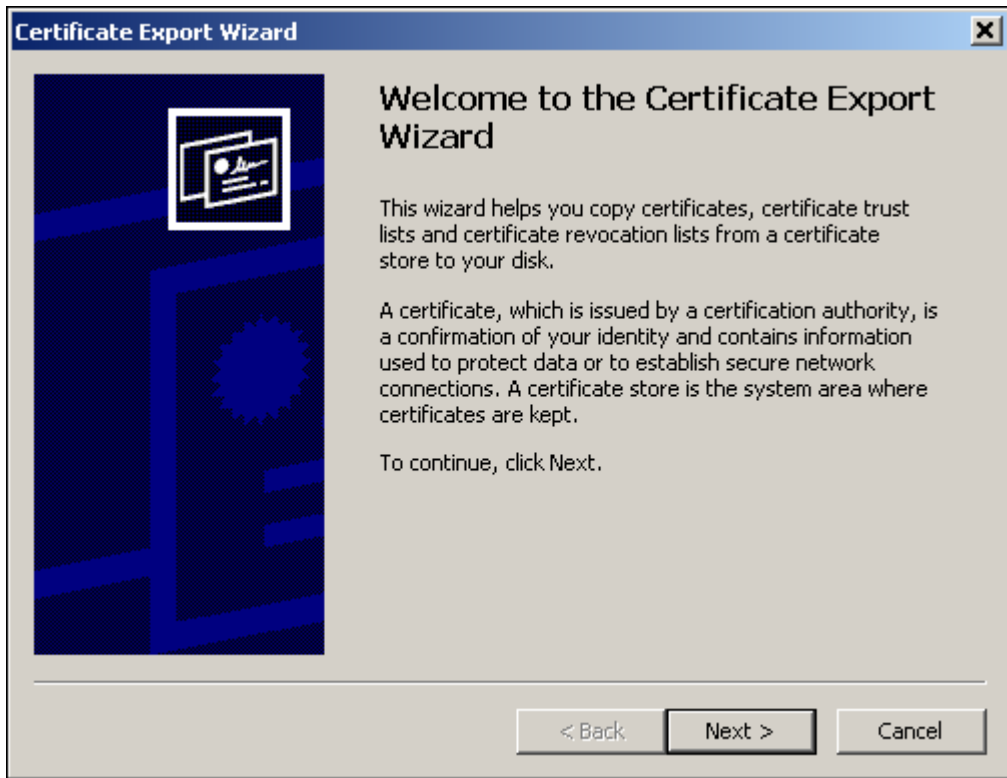 Certificate Export Wizard
Welcome to the Certificate Export
Wizard
This wizard helps you copy certificates, certificate trust
lists and certificate revocation lists from a certificate
store to your disk.
A certificate, which is issued by a certification authority, is
a confirmation of your identity and contains information
used to protect data or to establish secure network
connections. A certificate store is the system area where
certificates are kept.
To continue, click Next.
< Back
Next >
Cancel